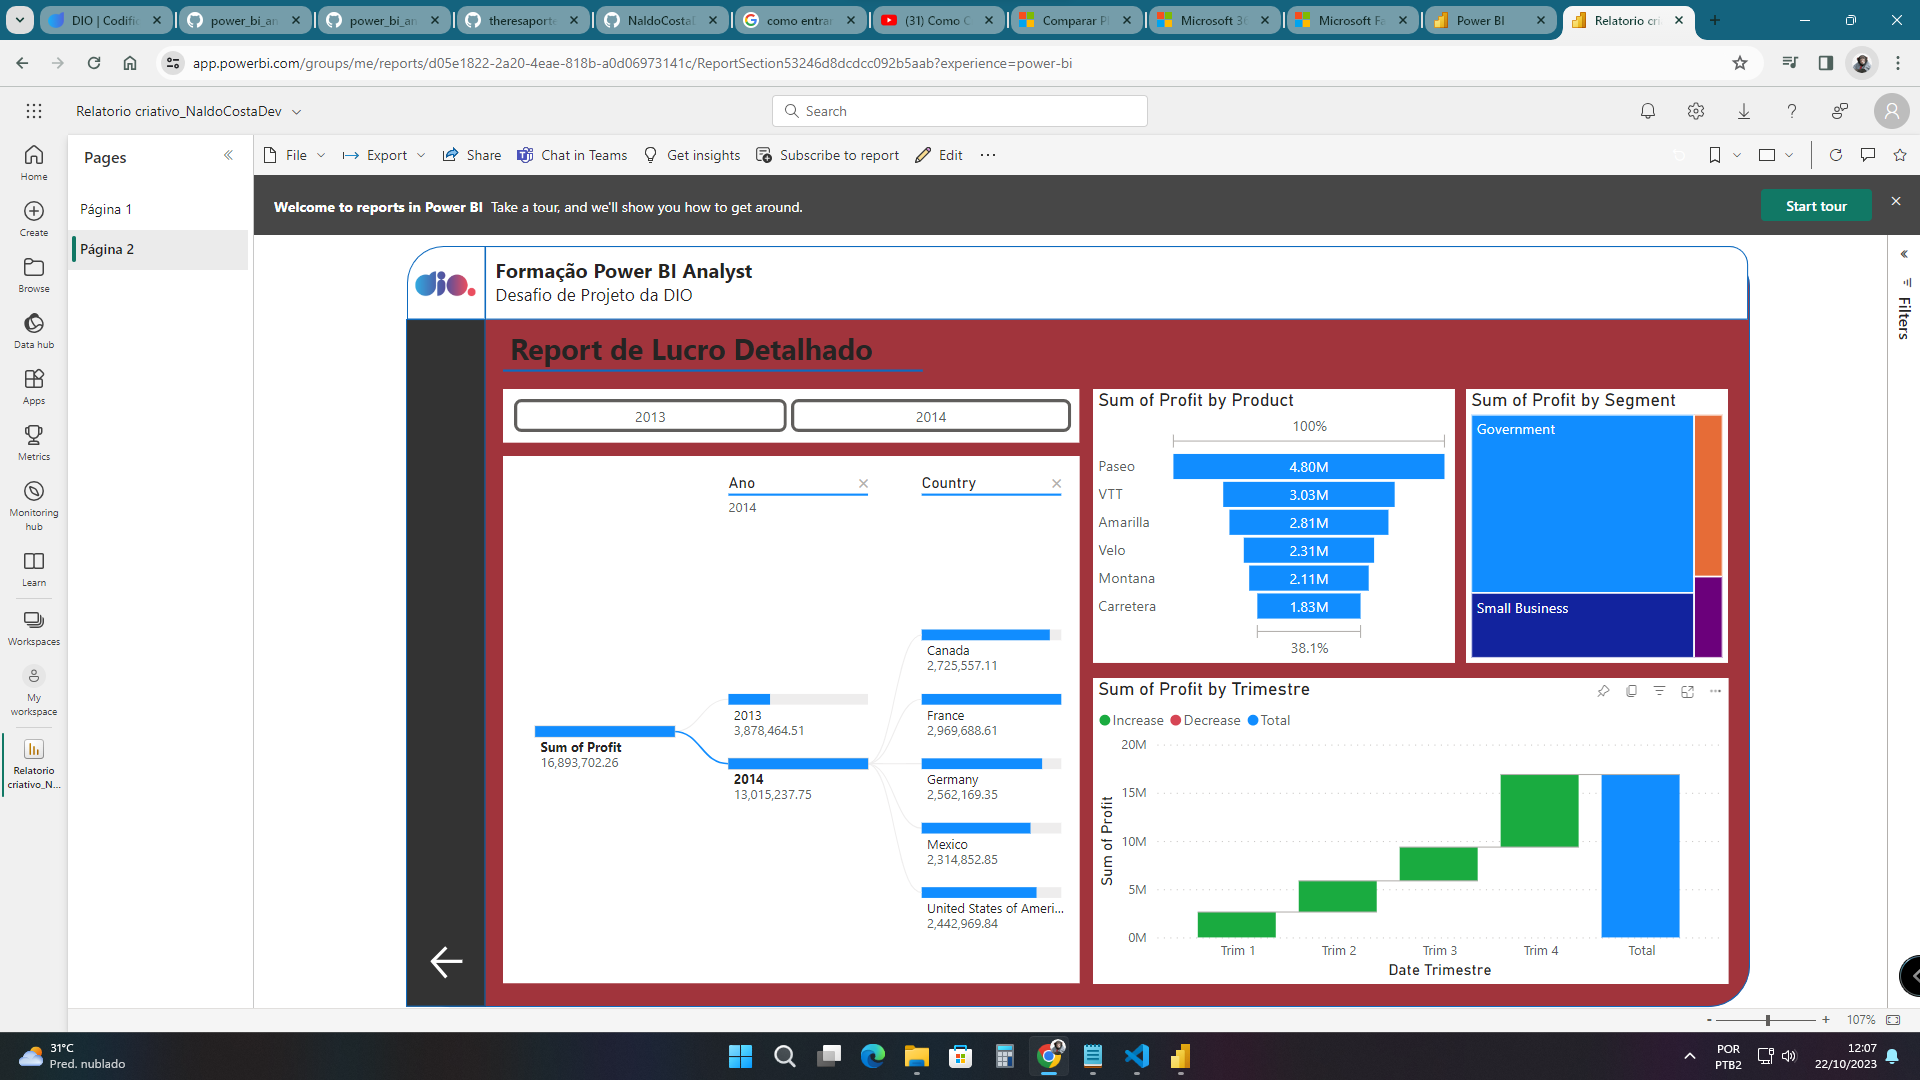 DIO | Codific
power_bi_an
power_bi_an
theresaporte
NaldoCostaD
como entrar
(31) Como C
Comparar Pl
Microsoft 36
Microsoft Fa
Power BI
Relatorio cri
app.powerbi.com/groups/me/reports/d05e1822-2a20-4eae-818b-a0d06973141c/ReportSection53246d8dcdcc092b5aab?experience=power-bi
Relatorio criativo_NaldoCostaDev
Search
Home
Create
Browse
Data hub
Apps
Metrics
Monitoring
hub
Learn
Workspaces
My
workspace
Relatorio
criativo_N...
Pages
Página 1
Página 2
File
Export
Share
Chat in Teams
Get insights
Subscribe to report
Edit
Welcome to reports in Power BI Take a tour, and we'll show you how to get around.
Start tour
Filters
dio.
Formação Power BI Analyst
Desafio de Projeto da DIO
Report de Lucro Detalhado
2013
2014
Ano
2014
Country
Sum of Profit
16,893,702.26
2013
3,878,464.51
2014
13,015,237.75
Canada
2,725,557.11
France
2,969,688.61
Germany
2,562,169.35
Mexico
2,314,852.85
United States of Ameri...
2,442,969.84
Sum of Profit by Product
100%
Paseo 4.80M
VTT 3.03M
Amarilla 2.81M
Velo 2.31M
Montana 2.11M
Carretera 1.83M
38.1%
Sum of Profit by Segment
Government
Small Business
Sum of Profit by Trimestre
Increase Decrease Total
Sum of Profit
20M
15M
10M
5M
0M
Trim 1 Trim 2 Trim 3 Trim 4 Total
Date Trimestre
- + 107%
31°C
Pred. nublado
POR
PTB2
12:07
22/10/2023